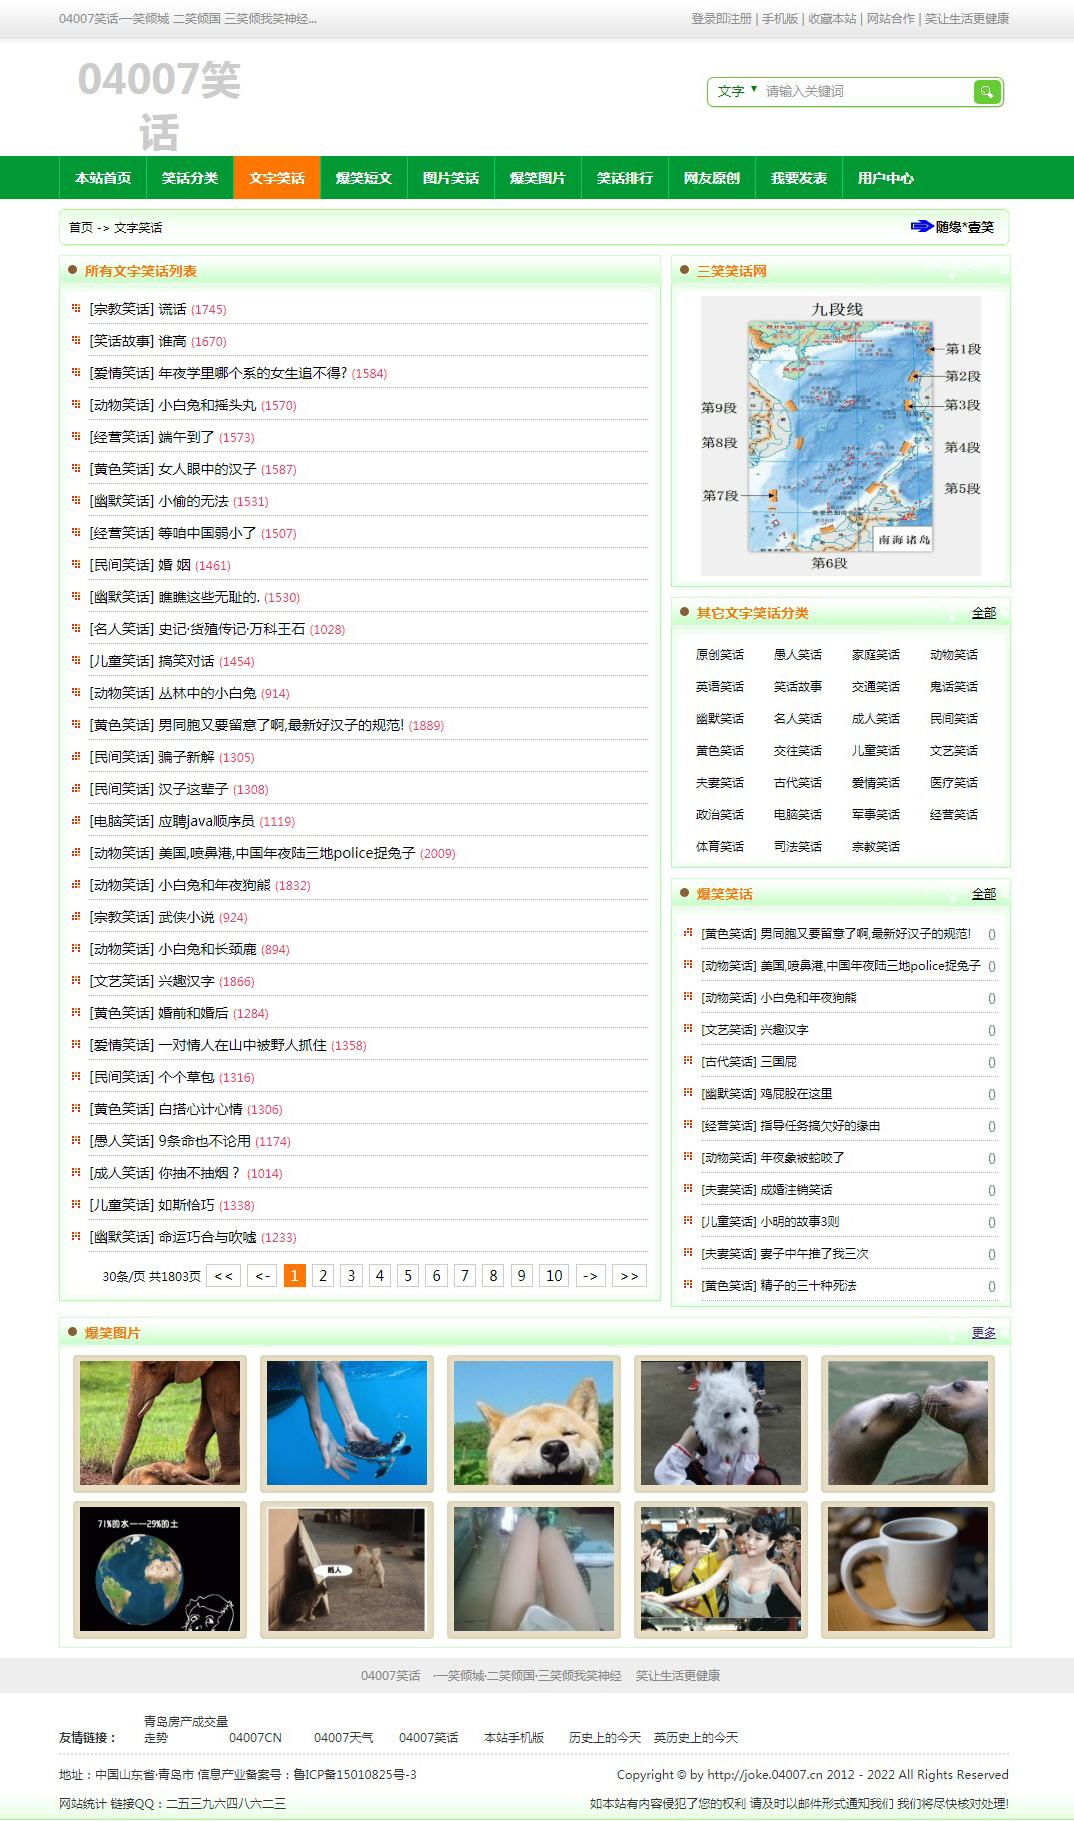 04007笑话-一笑倾城 二笑倾国 三笑倾我笑神经...
登录即注册 | 手机版 | 收藏本站 | 网站合作 | 笑让生活更健康
04007笑
话
文字 ▼ 请输入关键词
本站首页 笑话分类 文字笑话 爆笑短文 图片笑话 爆笑图片 笑话排行 网友原创 我要发表 用户中心
首页 -> 文字笑话
随缘*壹笑
所有文字笑话列表
[宗教笑话] 谎话 (1745)
[笑话故事] 谁高 (1670)
[爱情笑话] 年夜学里哪个系的女生追不得? (1584)
[动物笑话] 小白兔和摇头丸 (1570)
[经营笑话] 端午到了 (1573)
[黄色笑话] 女人眼中的汉子 (1587)
[幽默笑话] 小偷的无法 (1531)
[经营笑话] 等咱中国弱小了 (1507)
[民间笑话] 婚 姻 (1461)
[幽默笑话] 瞧瞧这些无耻的. (1530)
[名人笑话] 史记·货殖传记·万科王石 (1028)
[儿童笑话] 搞笑对话 (1454)
[动物笑话] 丛林中的小白兔 (914)
[黄色笑话] 男同胞又要留意了啊,最新好汉子的规范! (1889)
[民间笑话] 骗子新解 (1305)
[民间笑话] 汉子这辈子 (1308)
[电脑笑话] 应聘java顺序员 (1119)
[动物笑话] 美国,喷鼻港,中国年夜陆三地police捉兔子 (2009)
[动物笑话] 小白兔和年夜狗熊 (1832)
[宗教笑话] 武侠小说 (924)
[动物笑话] 小白兔和长颈鹿 (894)
[文艺笑话] 兴趣汉字 (1866)
[黄色笑话] 婚前和婚后 (1284)
[爱情笑话] 一对情人在山中被野人抓住 (1358)
[民间笑话] 个个草包 (1316)
[黄色笑话] 白搭心计心情 (1306)
[愚人笑话] 9条命也不论用 (1174)
[成人笑话] 你抽不抽烟？ (1014)
[儿童笑话] 如斯恰巧 (1338)
[幽默笑话] 命运巧合与吹嘘 (1233)
30条/页 共1803页 << <- 1 2 3 4 5 6 7 8 9 10 -> >>
三笑笑话网
九段线
第1段
第2段
第3段
第9段
第8段
第4段
第5段
第7段
南海诸岛
第6段
其它文字笑话分类 全部
原创笑话 愚人笑话 家庭笑话 动物笑话
英语笑话 笑话故事 交通笑话 鬼话笑话
幽默笑话 名人笑话 成人笑话 民间笑话
黄色笑话 交往笑话 儿童笑话 文艺笑话
夫妻笑话 古代笑话 爱情笑话 医疗笑话
政治笑话 电脑笑话 军事笑话 经营笑话
体育笑话 司法笑话 宗教笑话
爆笑笑话 全部
[黄色笑话] 男同胞又要留意了啊,最新好汉子的规范! ()
[动物笑话] 美国,喷鼻港,中国年夜陆三地police捉兔子 ()
[动物笑话] 小白兔和年夜狗熊 ()
[文艺笑话] 兴趣汉字 ()
[古代笑话] 三国屁 ()
[幽默笑话] 鸡屁股在这里 ()
[经营笑话] 指导任务搞欠好的缘由 ()
[动物笑话] 年夜象被蛇咬了 ()
[夫妻笑话] 成婚注销笑话 ()
[儿童笑话] 小明的故事3则 ()
[夫妻笑话] 妻子中午推了我三次 ()
[黄色笑话] 精子的三十种死法 ()
爆笑图片 更多
71%的水——29%的土
贱人
04007笑话 ·一笑倾城·二笑倾国·三笑倾我笑神经 笑让生活更健康
友情链接： 青岛房产成交量走势 04007CN 04007天气 04007笑话 本站手机版 历史上的今天 英历史上的今天
地址：中国山东省·青岛市 信息产业备案号：鲁ICP备15010825号-3
Copyright © by http://joke.04007.cn 2012 - 2022 All Rights Reserved
网站统计 链接QQ：二五三九六四八六二三
如本站有内容侵犯了您的权利 请及时以邮件形式通知我们 我们将尽快核对处理!